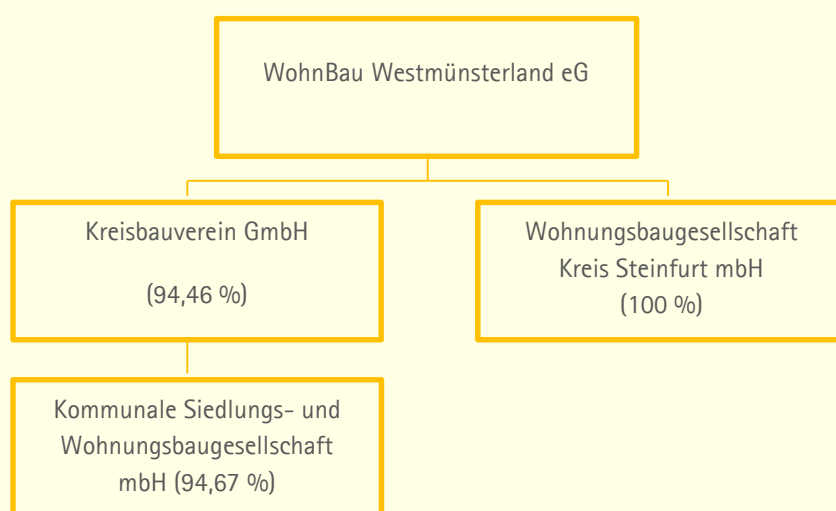 WohnBau Westmünsterland eG
Kreisbauverein GmbH
(94,46 %)
Wohnungsbaugesellschaft
Kreis Steinfurt mbH
(100 %)
Kommunale Siedlungs- und
Wohnungsbaugesellschaft
mbH (94,67 %)